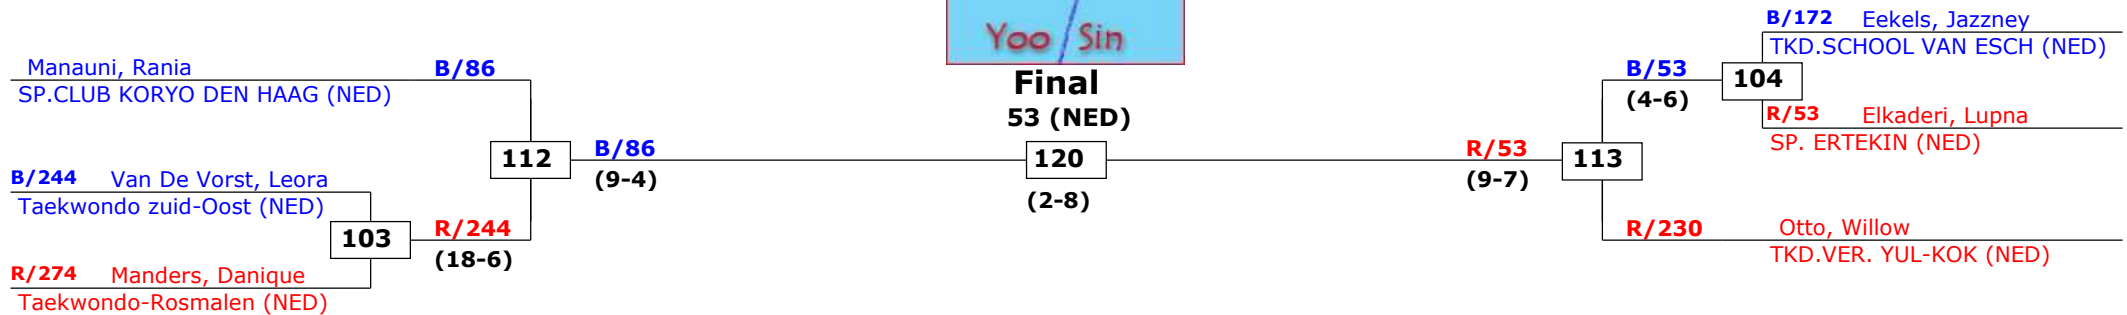 Yoo / Sin
Final
53 (NED)
Manauni, Rania
B/86
SP.CLUB KORYO DEN HAAG (NED)
112
B/86
(9-4)
B/244 Van De Vorst, Leora
Taekwondo zuid-Oost (NED)
103
R/244
(18-6)
R/274 Manders, Danique
Taekwondo-Rosmalen (NED)
120
(2-8)
B/172 Eekels, Jazzney
TKD.SCHOOL VAN ESCH (NED)
B/53
(4-6)
104
R/53 Elkaderi, Lupna
SP. ERTEKIN (NED)
R/53
(9-7)
113
R/230 Otto, Willow
TKD.VER. YUL-KOK (NED)